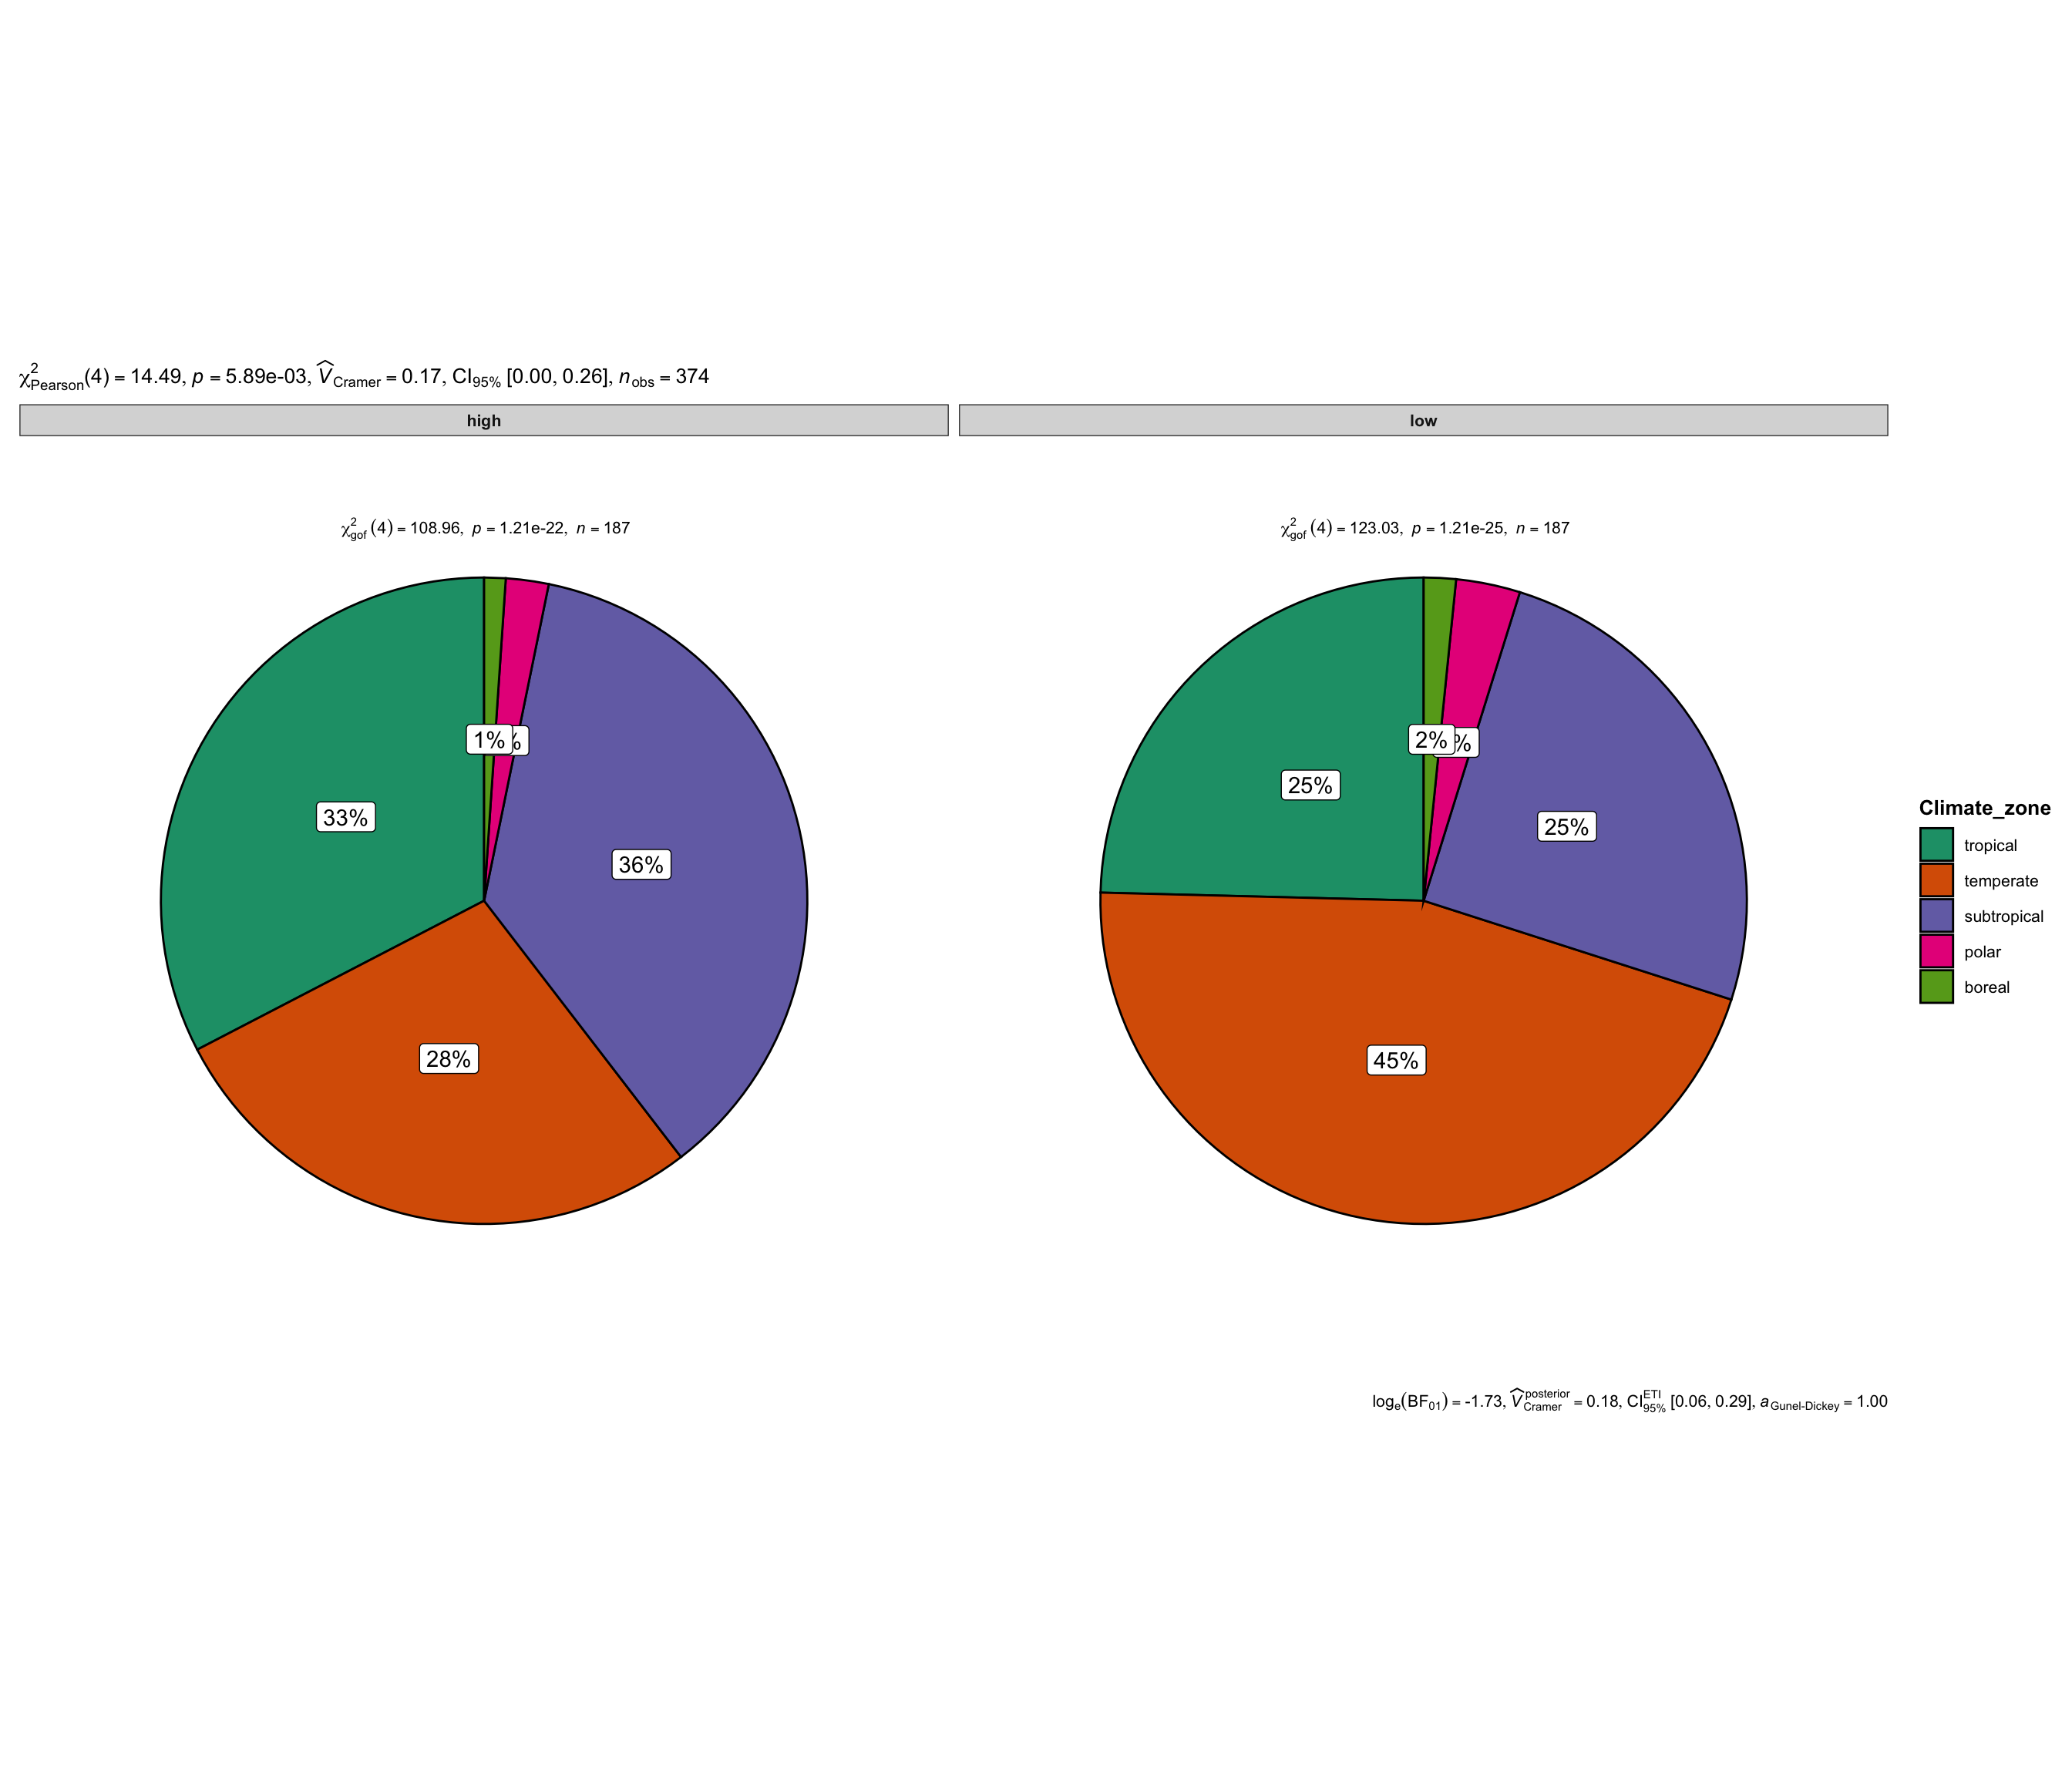 χ²Pearson(4) = 14.49, p = 5.89e-03, V̂Cramer = 0.17, CI95% [0.00, 0.26], nobs = 374
high
low
χ²gof (4) = 108.96, p = 1.21e-22, n = 187
χ²gof (4) = 123.03, p = 1.21e-25, n = 187
1%
%
33%
36%
28%
2%
%
25%
25%
45%
Climate_zone
tropical
temperate
subtropical
polar
boreal
loge(BF01) = -1.73, V̂posteriorCramer = 0.18, CIETI95% [0.06, 0.29], aGunel-Dickey = 1.00